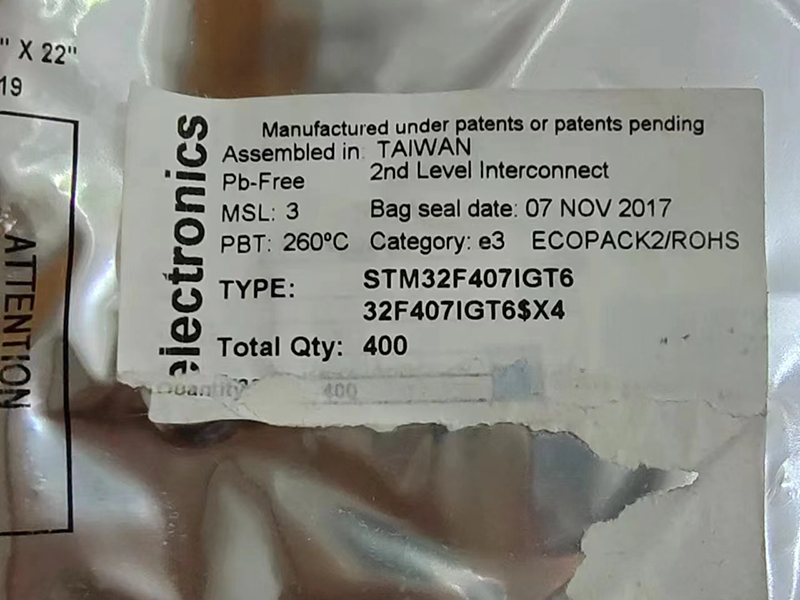 " X 22"
19
ATTENTION
electronics
Manufactured under patents or patents pending
Assembled in: TAIWAN
Pb-Free 2nd Level Interconnect
MSL: 3 Bag seal date: 07 NOV 2017
PBT: 260ºC Category: e3 ECOPACK2/ROHS
TYPE: STM32F407IGT6
32F407IGT6$X4
Total Qty: 400
Quantity 400